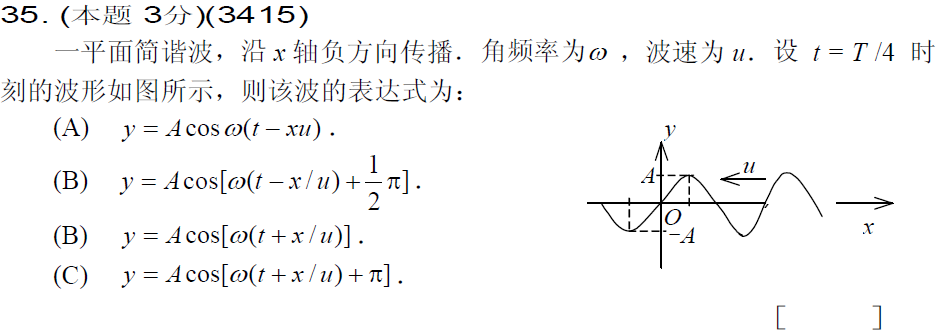 35. (本题 3分)(3415)
一平面简谐波，沿 x 轴负方向传播．角频率为ω ，波速为 u．设 t = T /4 时
刻的波形如图所示，则该波的表达式为：
(A) y = A cos ω(t − xu) .
(B) y = A cos[ω(t − x / u) + 1/2 π] .
(B) y = A cos[ω(t + x / u)] .
(C) y = A cos[ω(t + x / u) + π] .
y
A
u
O
−A
x
[ ]